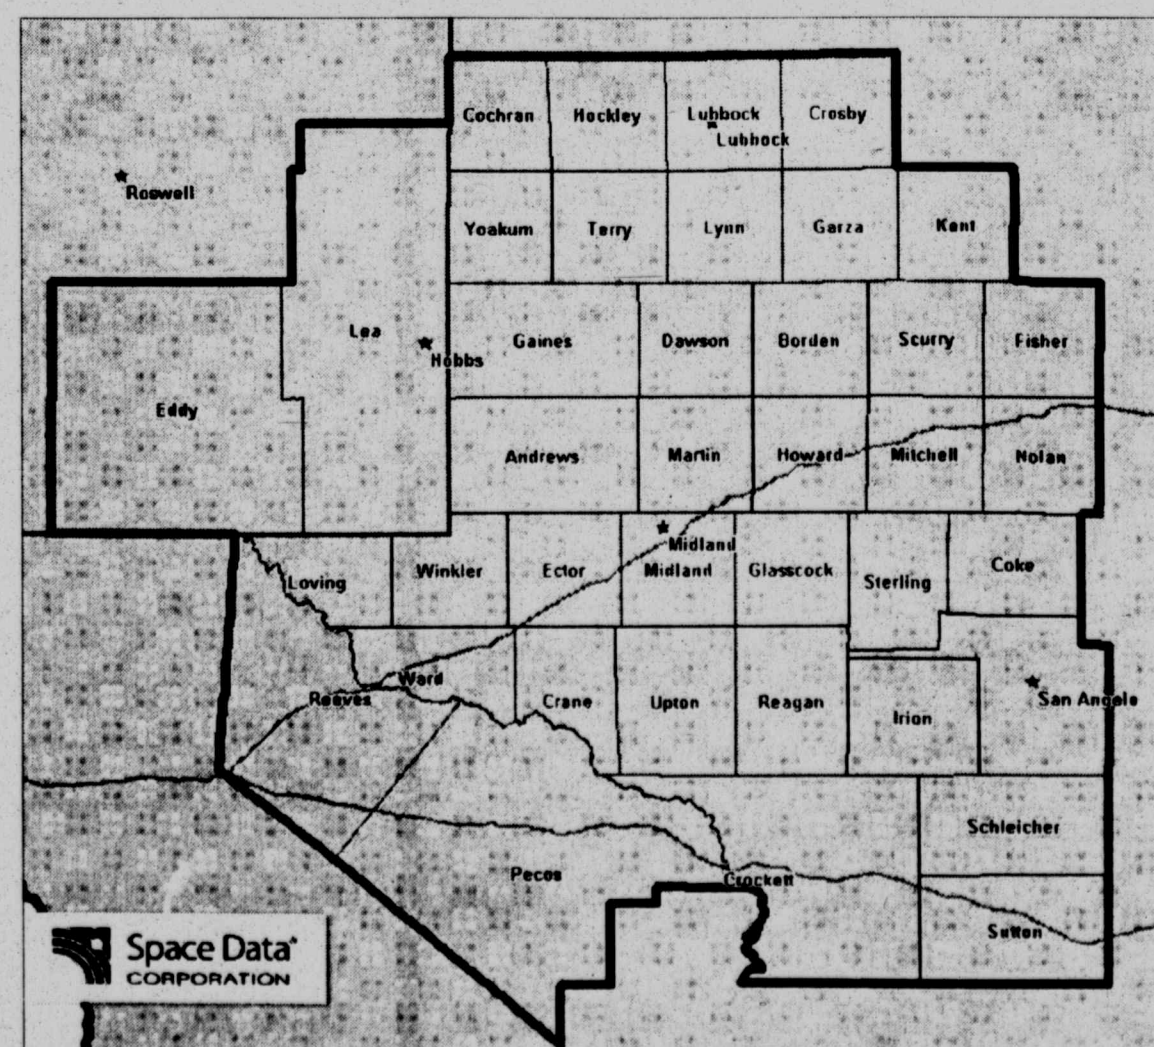 Cochran
Hockley
Lubbock
Crosby
Lubbock
Roswell
Yoakum
Terry
Lynn
Garza
Kent
Lea
Hobbs
Gaines
Dawson
Borden
Scurry
Fisher
Eddy
Andrews
Martin
Howard
Mitchell
Nolan
Midland
Loving
Winkler
Ector
Midland
Glasscock
Sterling
Coke
Ward
Reeves
Crane
Upton
Reagan
Irion
San Angelo
Schleicher
Pecos
Crockett
Sutton
Space Data*
CORPORATION